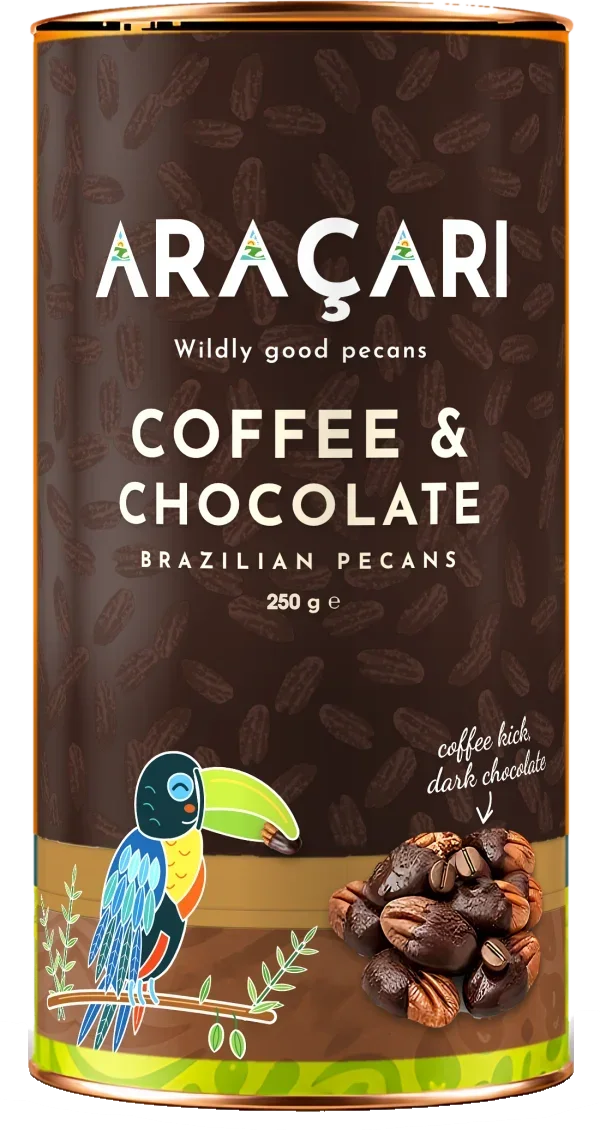 ARAÇARI
Wildly good pecans
COFFEE &
CHOCOLATE
BRAZILIAN PECANS
250 g ℮
coffee kick,
dark chocolate